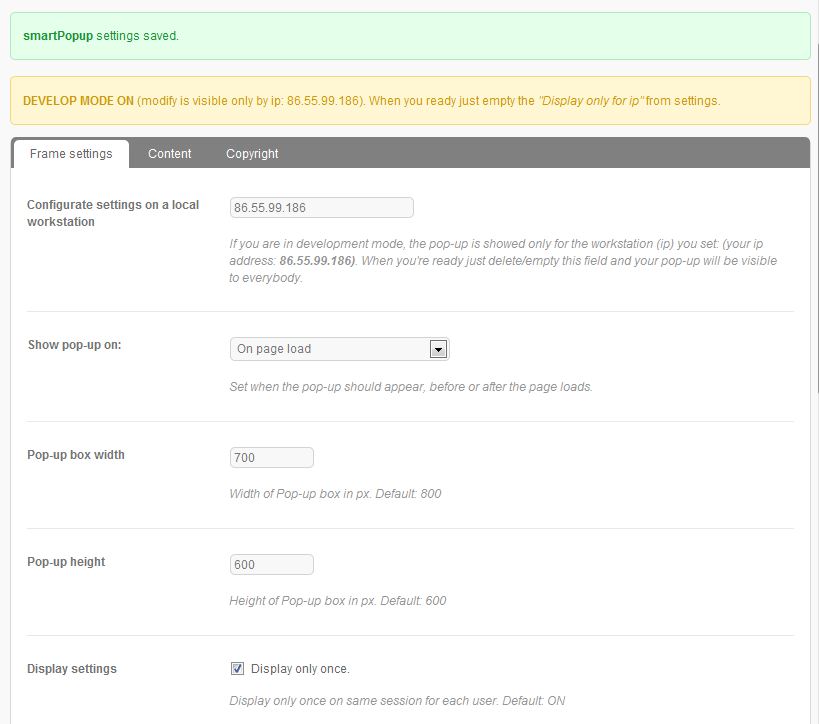 smartPopup settings saved.
DEVELOP MODE ON (modify is visible only by ip: 86.55.99.186). When you ready just empty the "Display only for ip" from settings.
Frame settings Content Copyright
Configurate settings on a local
workstation
86.55.99.186
If you are in development mode, the pop-up is showed only for the workstation (ip) you set: (your ip
address: 86.55.99.186). When you're ready just delete/empty this field and your pop-up will be visible
to everybody.
Show pop-up on:
On page load
Set when the pop-up should appear, before or after the page loads.
Pop-up box width
700
Width of Pop-up box in px. Default: 800
Pop-up height
600
Height of Pop-up box in px. Default: 600
Display settings
Display only once.
Display only once on same session for each user. Default: ON